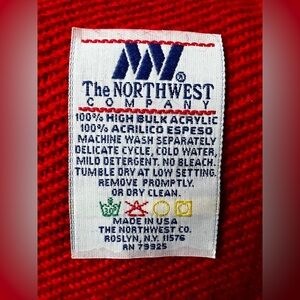 The NORTHWEST
COMPANY
100% HIGH BULK ACRYLIC
100% ACRILICO ESPESO
MACHINE WASH SEPARATELY
DELICATE CYCLE, COLD WATER,
MILD DETERGENT. NO BLEACH.
TUMBLE DRY AT LOW SETTING.
REMOVE PROMPTLY.
OR DRY CLEAN.
MADE IN USA
THE NORTHWEST CO.
ROSLYN, N.Y. 11576
RN 79925